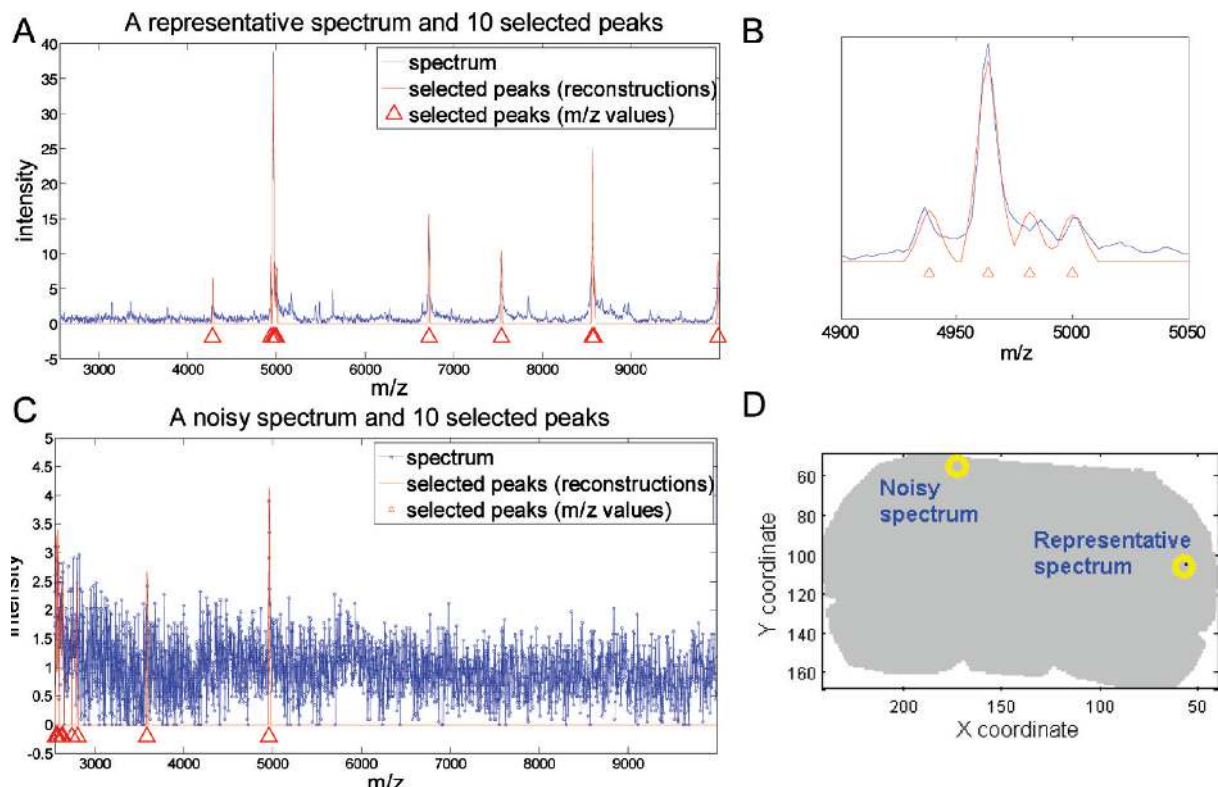 A
A representative spectrum and 10 selected peaks
40
35
30
25
20
15
10
5
0
-5
intensity
spectrum
selected peaks (reconstructions)
selected peaks (m/z values)
3000 4000 5000 6000 7000 8000 9000
m/z
B
4900 4950 5000 5050
m/z
C
A noisy spectrum and 10 selected peaks
5
4.5
4
3.5
3
2.5
2
1.5
1
0.5
0
-0.5
intensity
spectrum
selected peaks (reconstructions)
selected peaks (m/z values)
3000 4000 5000 6000 7000 8000 9000
m/z
D
60
80
100
120
140
160
Y coordinate
Noisy
spectrum
Representative
spectrum
200 150 100 50
X coordinate